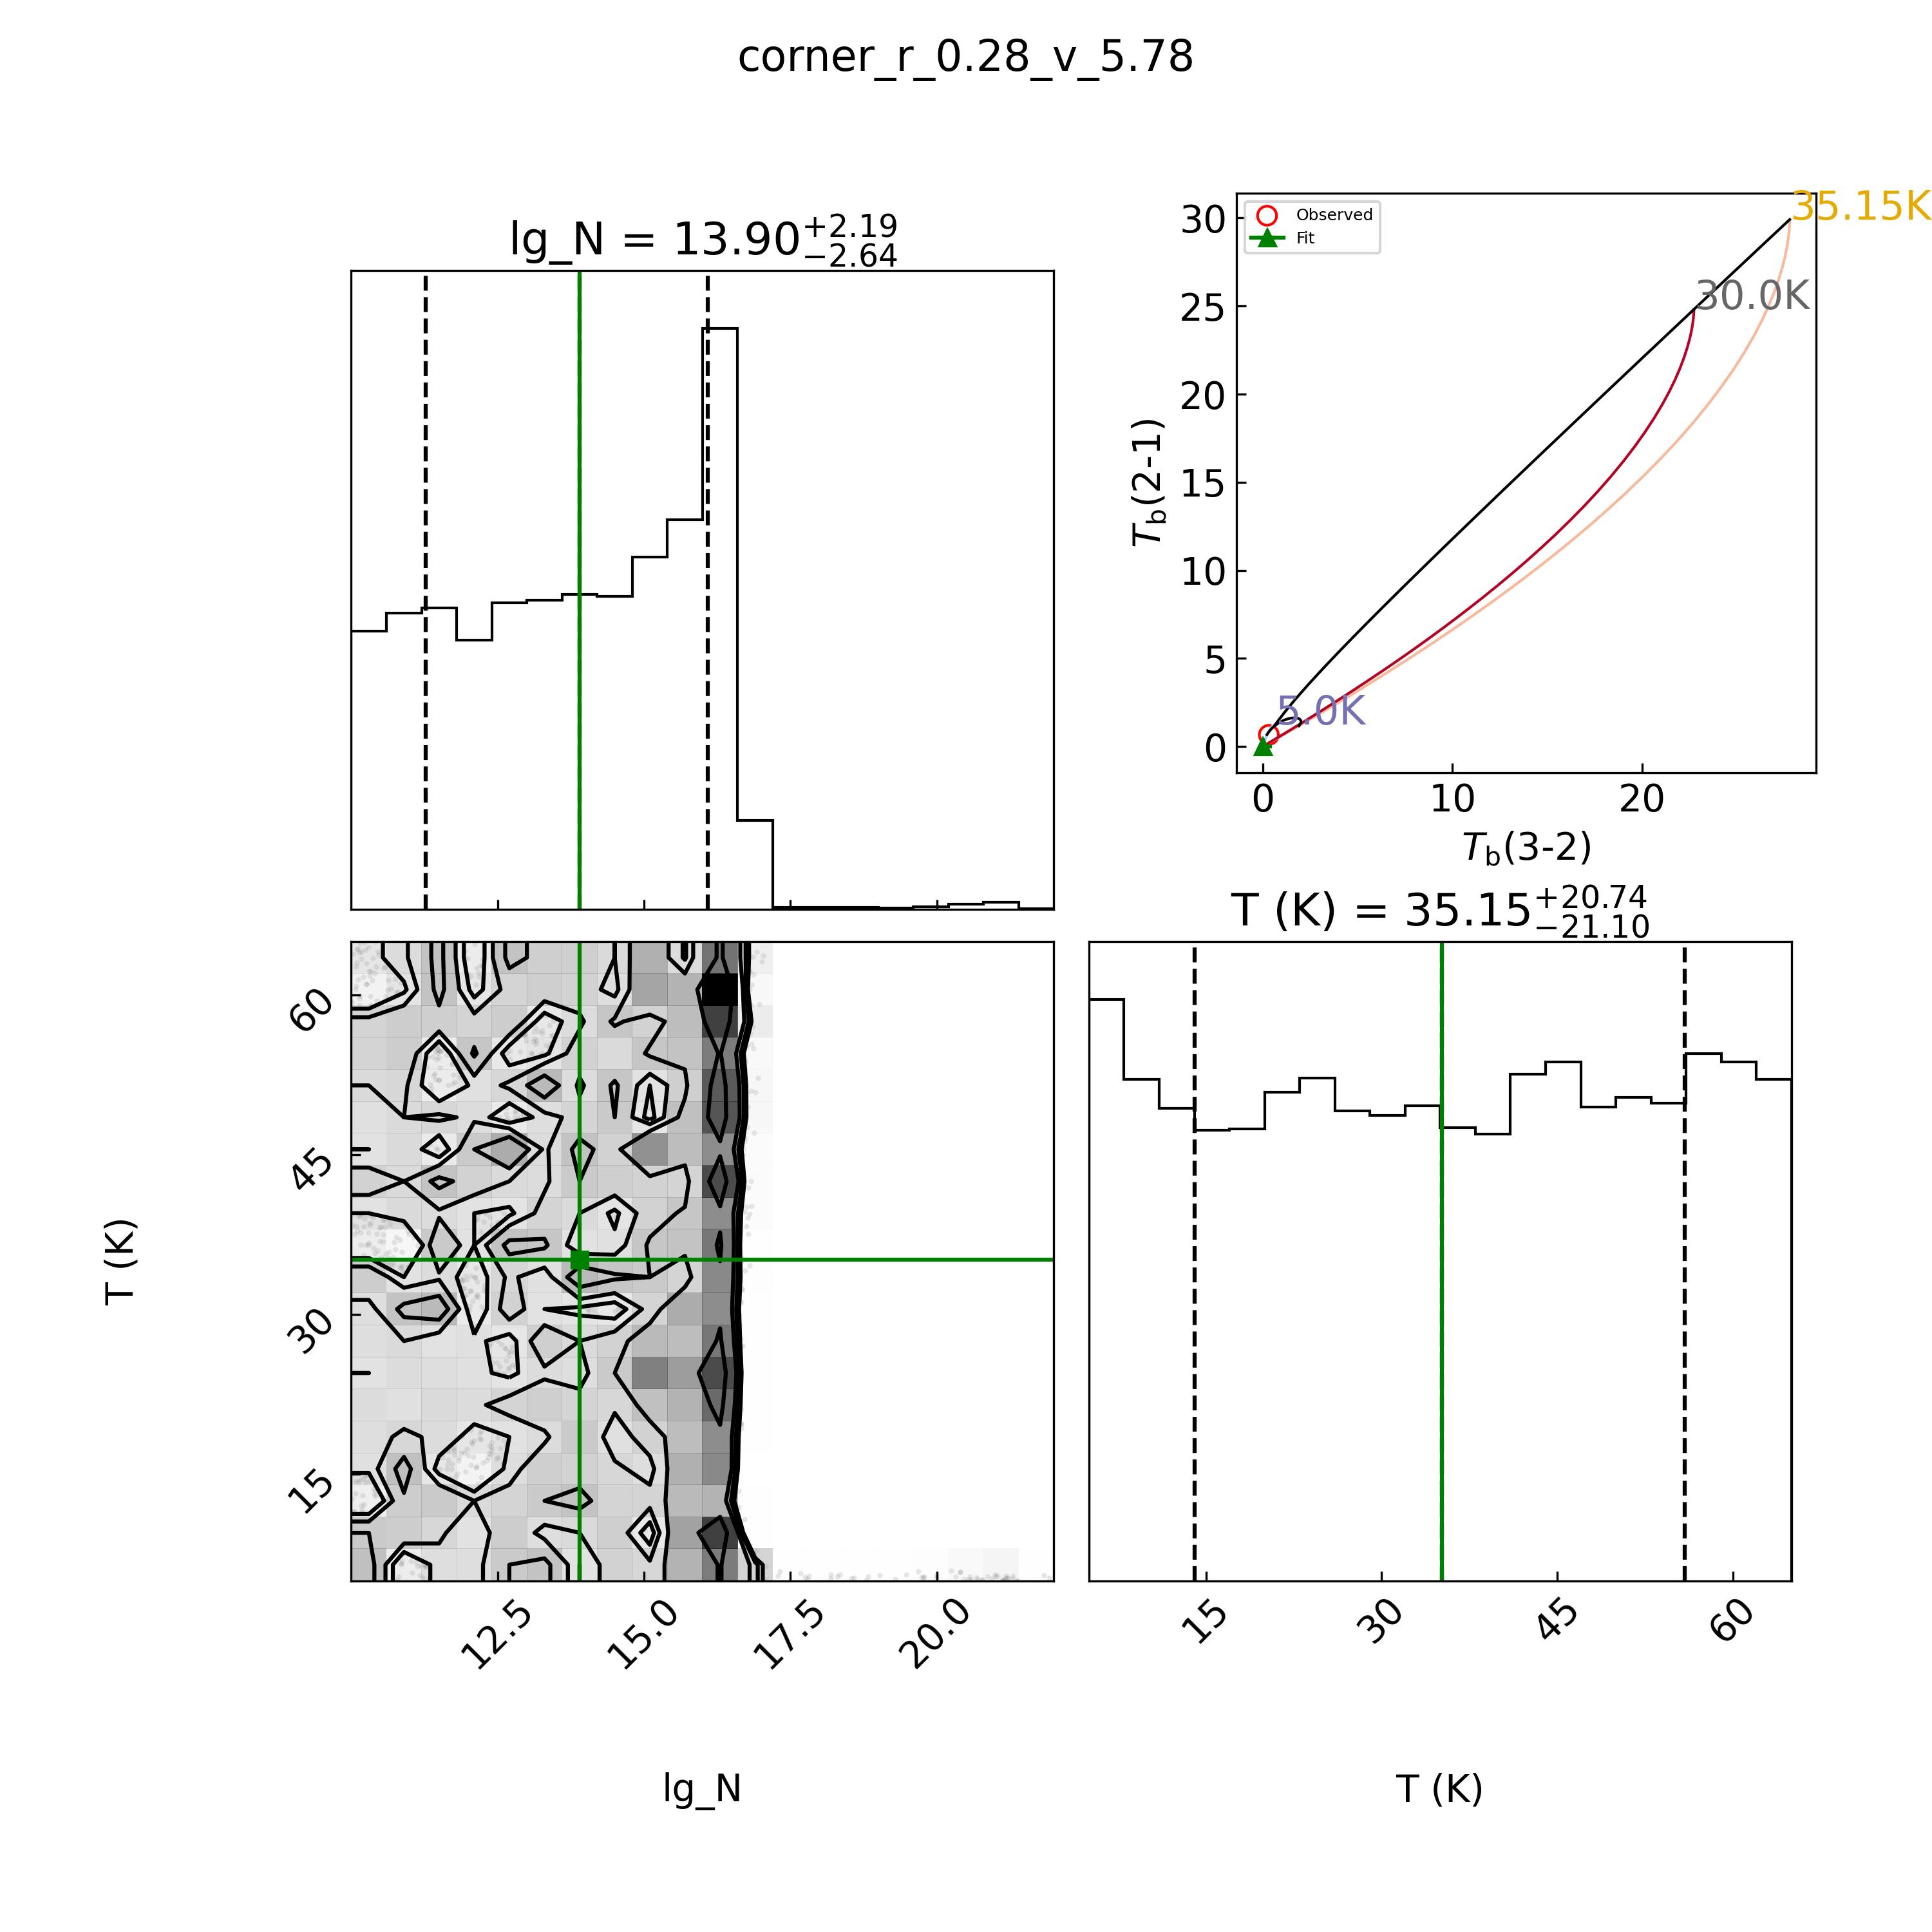 corner_r_0.28_v_5.78
lg_N = 13.90+2.19−2.64
35.15K
30.0K
5.0K
Observed
Fit
30
25
20
15
10
5
0
Tb(2-1)
0 10 20
Tb(3-2)
T (K) = 35.15+20.74−21.10
60
45
30
15
T (K)
12.5 15.0 17.5 20.0
lg_N
15 30 45 60
T (K)